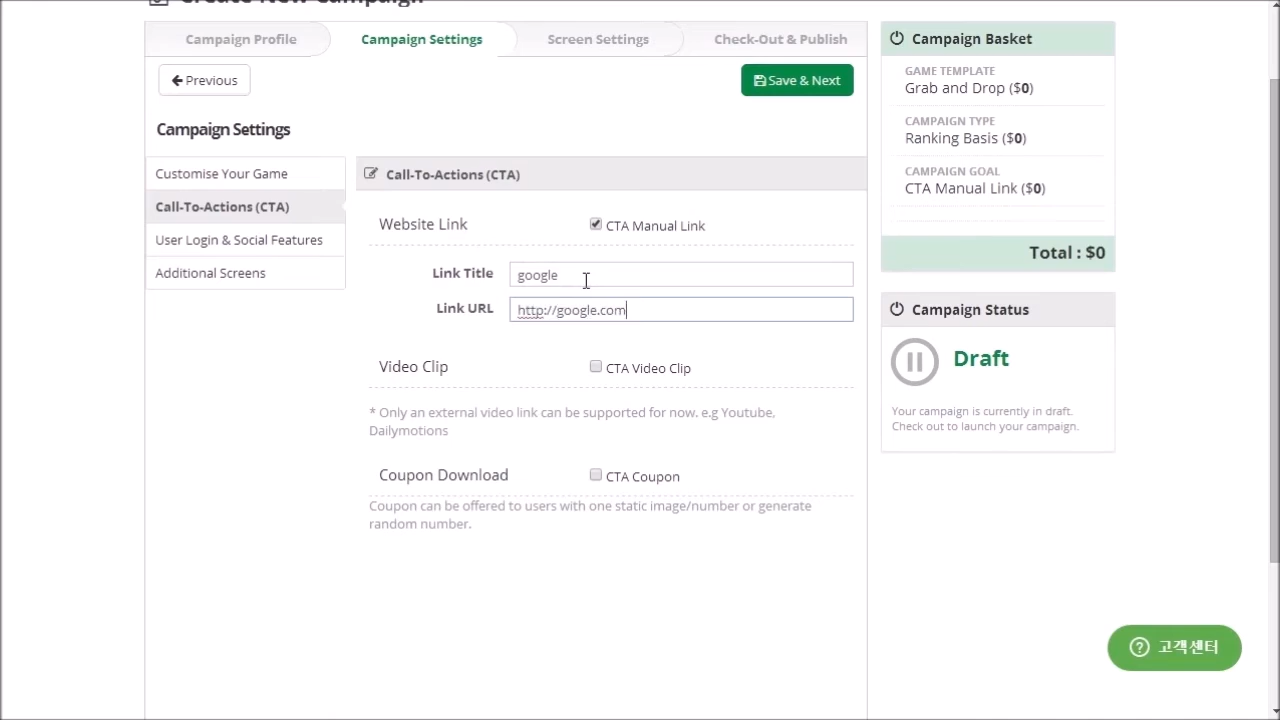 Create New Campaign
Campaign Profile
Campaign Settings
Screen Settings
Check-Out & Publish
Previous
Save & Next
Campaign Settings
Customise Your Game
Call-To-Actions (CTA)
User Login & Social Features
Additional Screens
Call-To-Actions (CTA)
Website Link
CTA Manual Link
Link Title
google
Link URL
http://google.com
Video Clip
CTA Video Clip
* Only an external video link can be supported for now. e.g Youtube,
Dailymotions
Coupon Download
CTA Coupon
Coupon can be offered to users with one static image/number or generate
random number.
Campaign Basket
GAME TEMPLATE
Grab and Drop ($0)
CAMPAIGN TYPE
Ranking Basis ($0)
CAMPAIGN GOAL
CTA Manual Link ($0)
Total : $0
Campaign Status
Draft
Your campaign is currently in draft.
Check out to launch your campaign.
고객센터